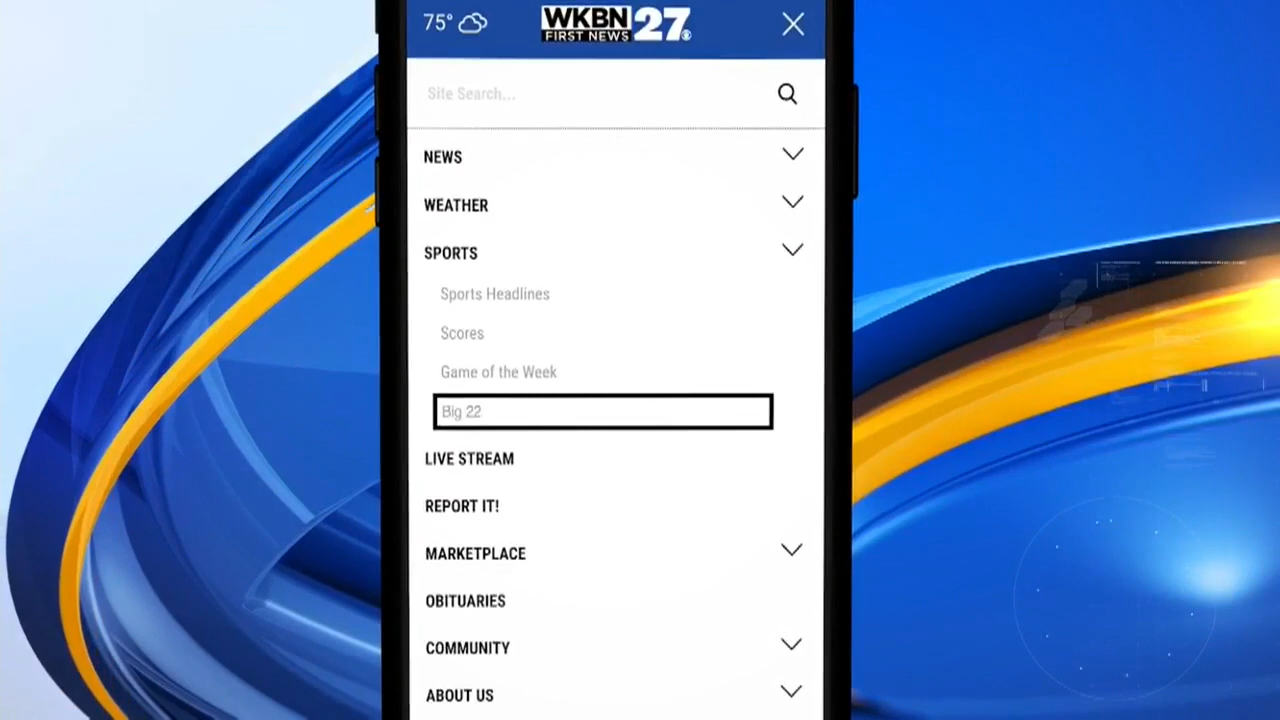 75°
WKBN
FIRST NEWS
27
Site Search...
NEWS
WEATHER
SPORTS
Sports Headlines
Scores
Game of the Week
Big 22
LIVE STREAM
REPORT IT!
MARKETPLACE
OBITUARIES
COMMUNITY
ABOUT US